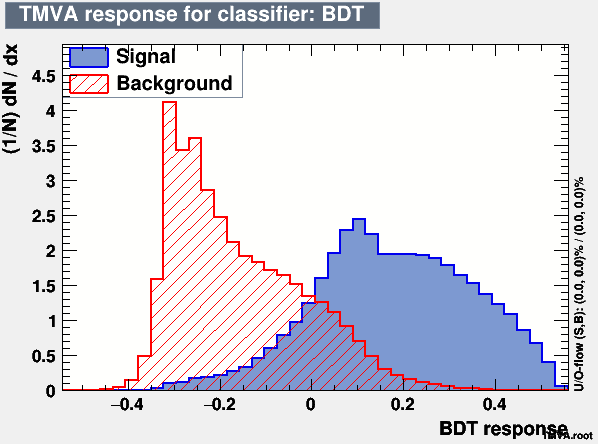 TMVA response for classifier: BDT
Signal
Background
(1/N) dN / dx
4.5
4
3.5
3
2.5
2
1.5
1
0.5
0
−0.4
−0.2
0
0.2
0.4
BDT response
U/O-flow (S,B): (0.0, 0.0)% / (0.0, 0.0)%
TMVA.root